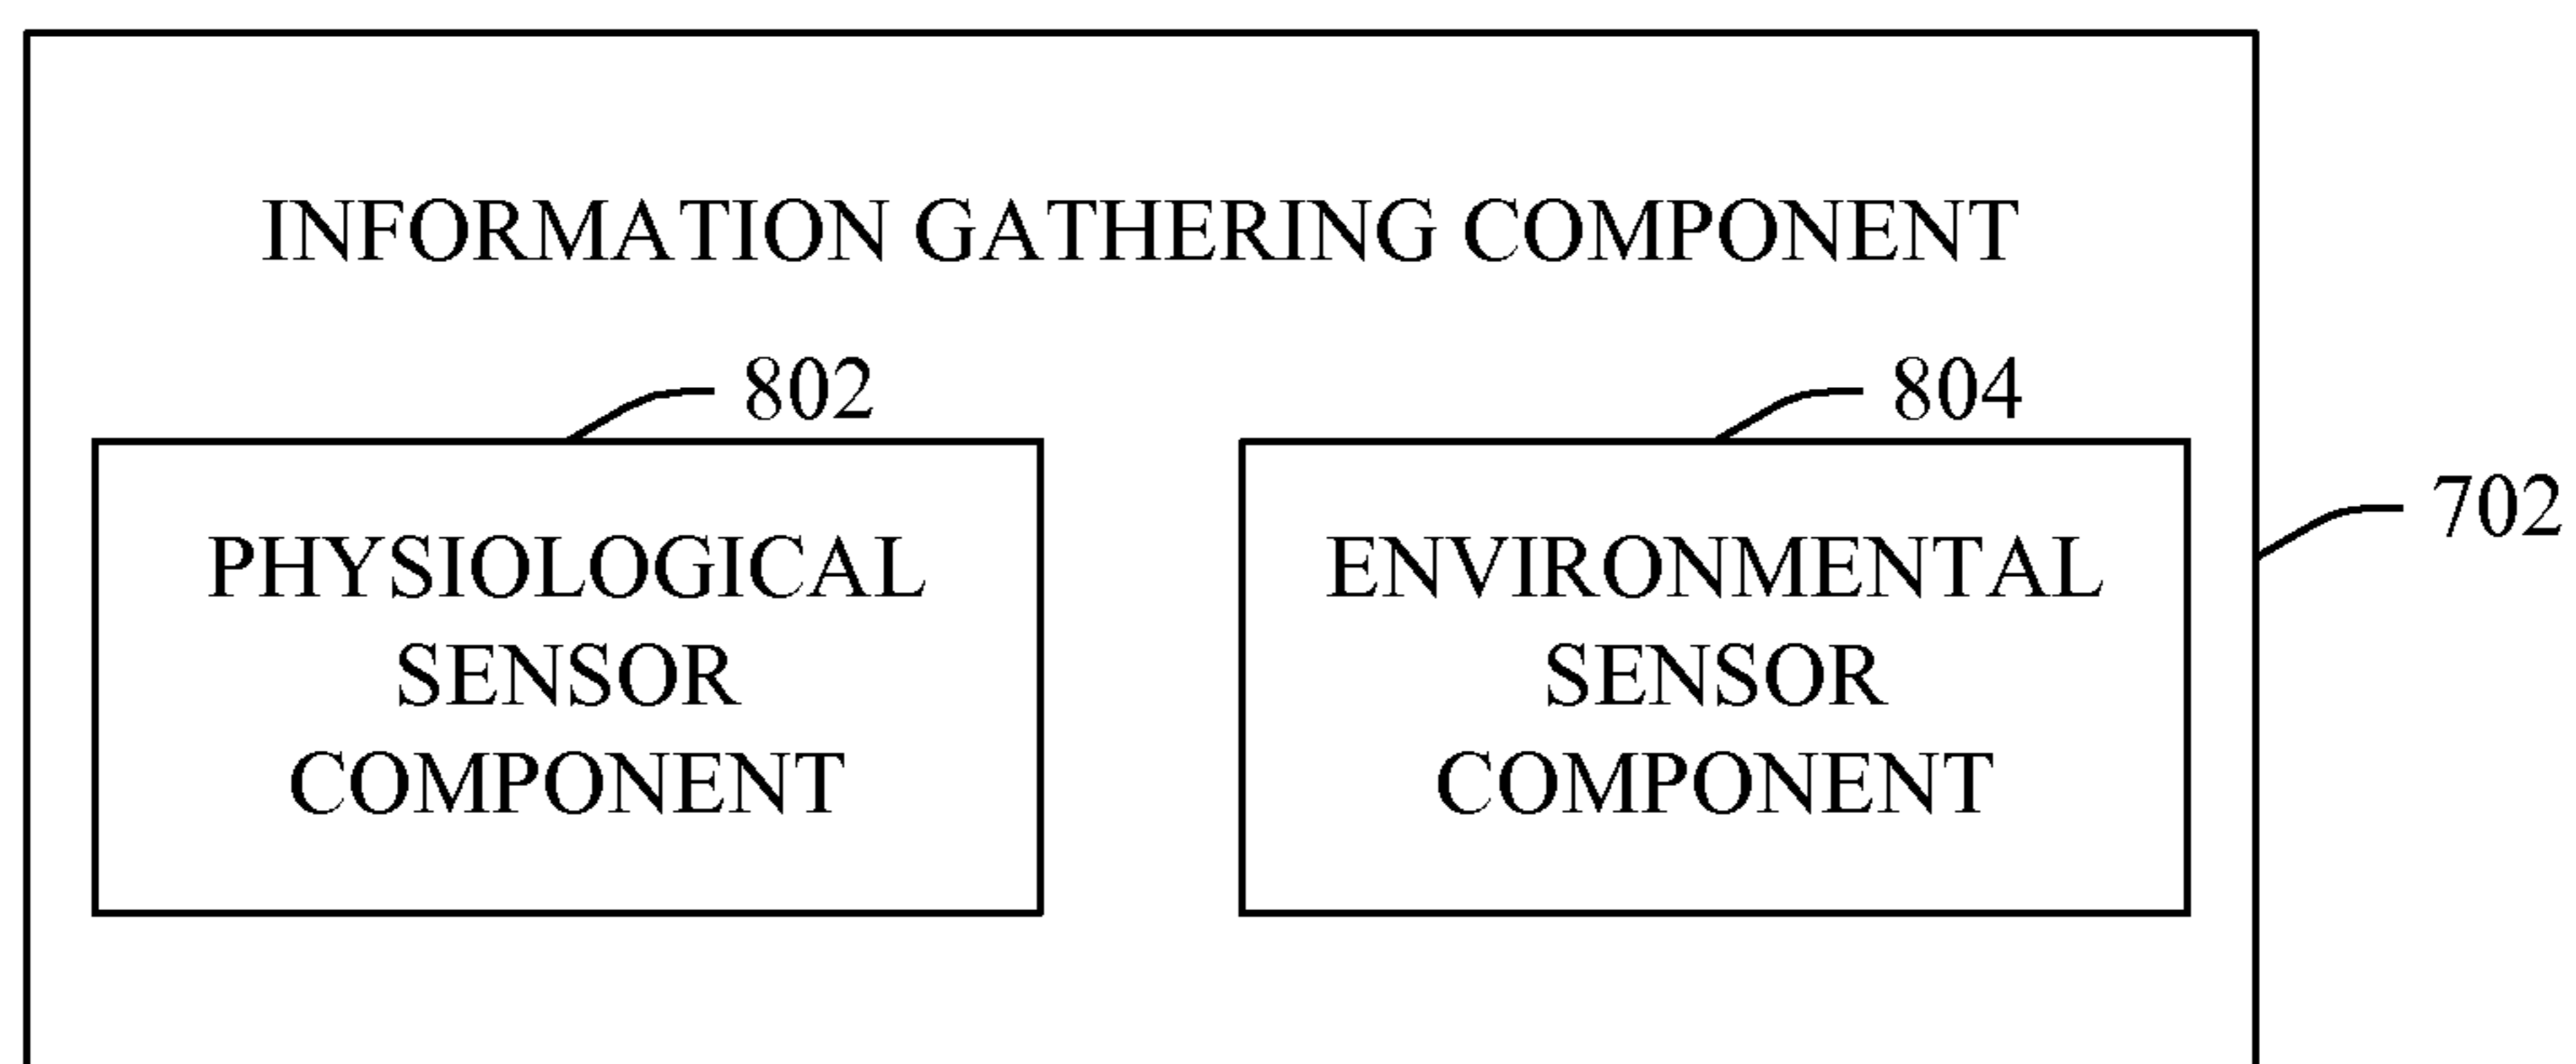 INFORMATION GATHERING COMPONENT
802
804
PHYSIOLOGICAL
SENSOR
COMPONENT
ENVIRONMENTAL
SENSOR
COMPONENT
702